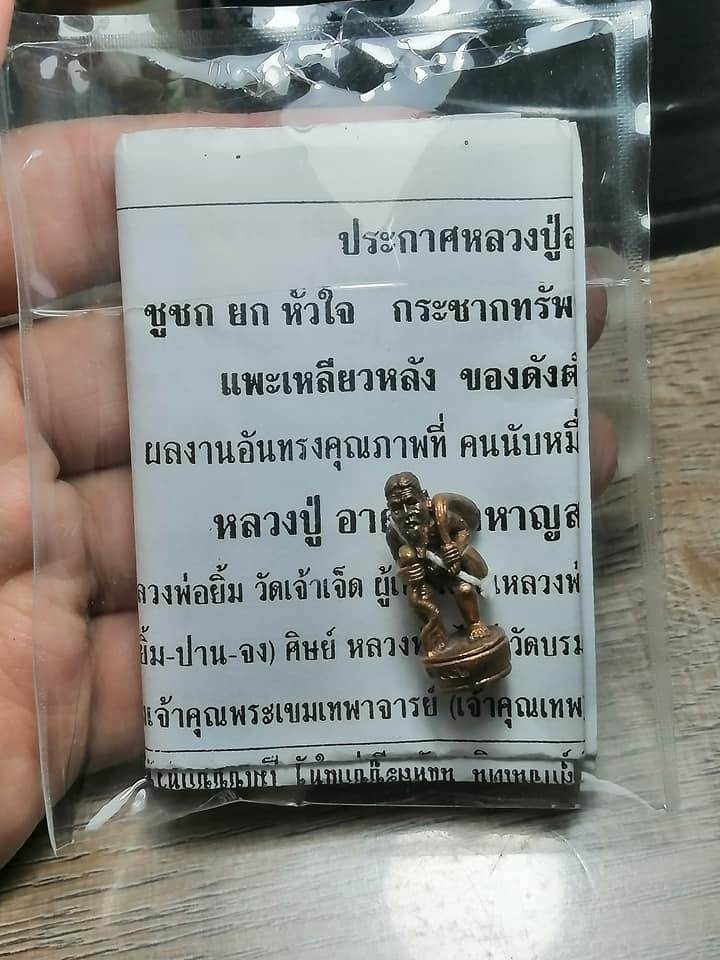 ประกาศหลวงปู่
ชูชก ยก หัวใจ กระชากทรัพ
แพะเหลียวหลัง ของดังต
ผลงานอันทรงคุณภาพที่ คนนับหมื่
หลวงปู่ อา หาญส
ลวงพ่อยิ้ม วัดเจ้าเจ็ด ผู้ เหลวงพ่
ยิ้ม-ปาน-จง) ศิษย์ หลวงพ วัดบรม
เจ้าคุณพระเขมเทพาจารย์ (เจ้าคุณเทพ